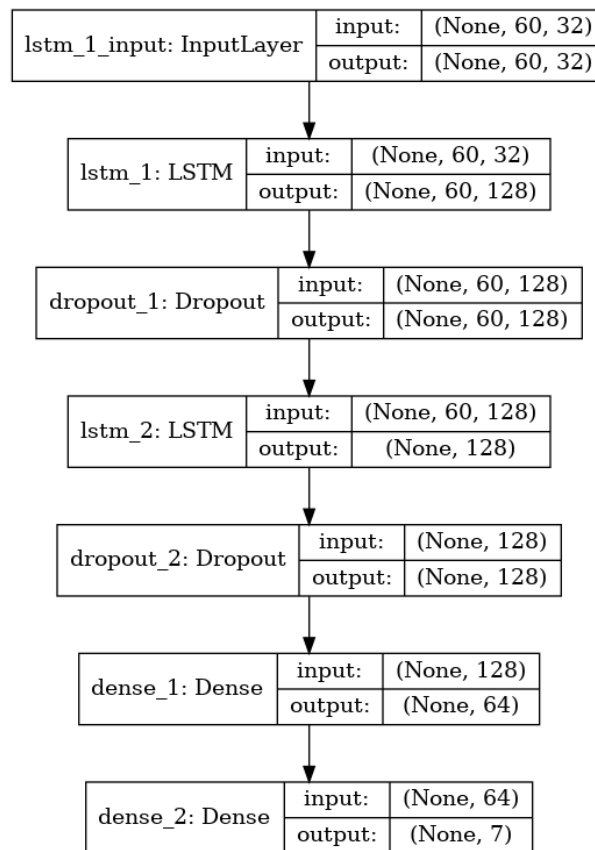 lstm_1_input: InputLayer
input: (None, 60, 32)
output: (None, 60, 32)
lstm_1: LSTM
input: (None, 60, 32)
output: (None, 60, 128)
dropout_1: Dropout
input: (None, 60, 128)
output: (None, 60, 128)
lstm_2: LSTM
input: (None, 60, 128)
output: (None, 128)
dropout_2: Dropout
input: (None, 128)
output: (None, 128)
dense_1: Dense
input: (None, 128)
output: (None, 64)
dense_2: Dense
input: (None, 64)
output: (None, 7)